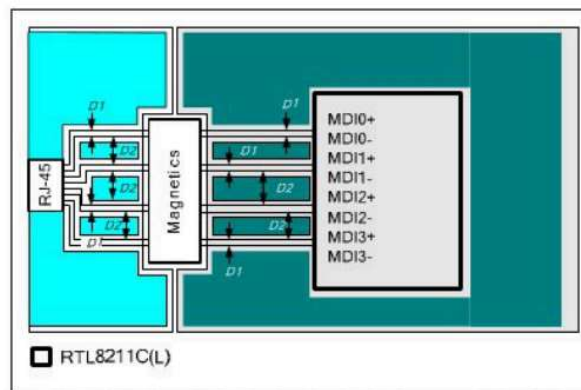 D1
D1
MDI0+
MDI0-
MDI1+
MDI1-
MDI2+
MDI2-
MDI3+
MDI3-
D2
D1
D2
D2
D2
D2
D1
D1
RJ-45
Magnetics
RTL8211C(L)